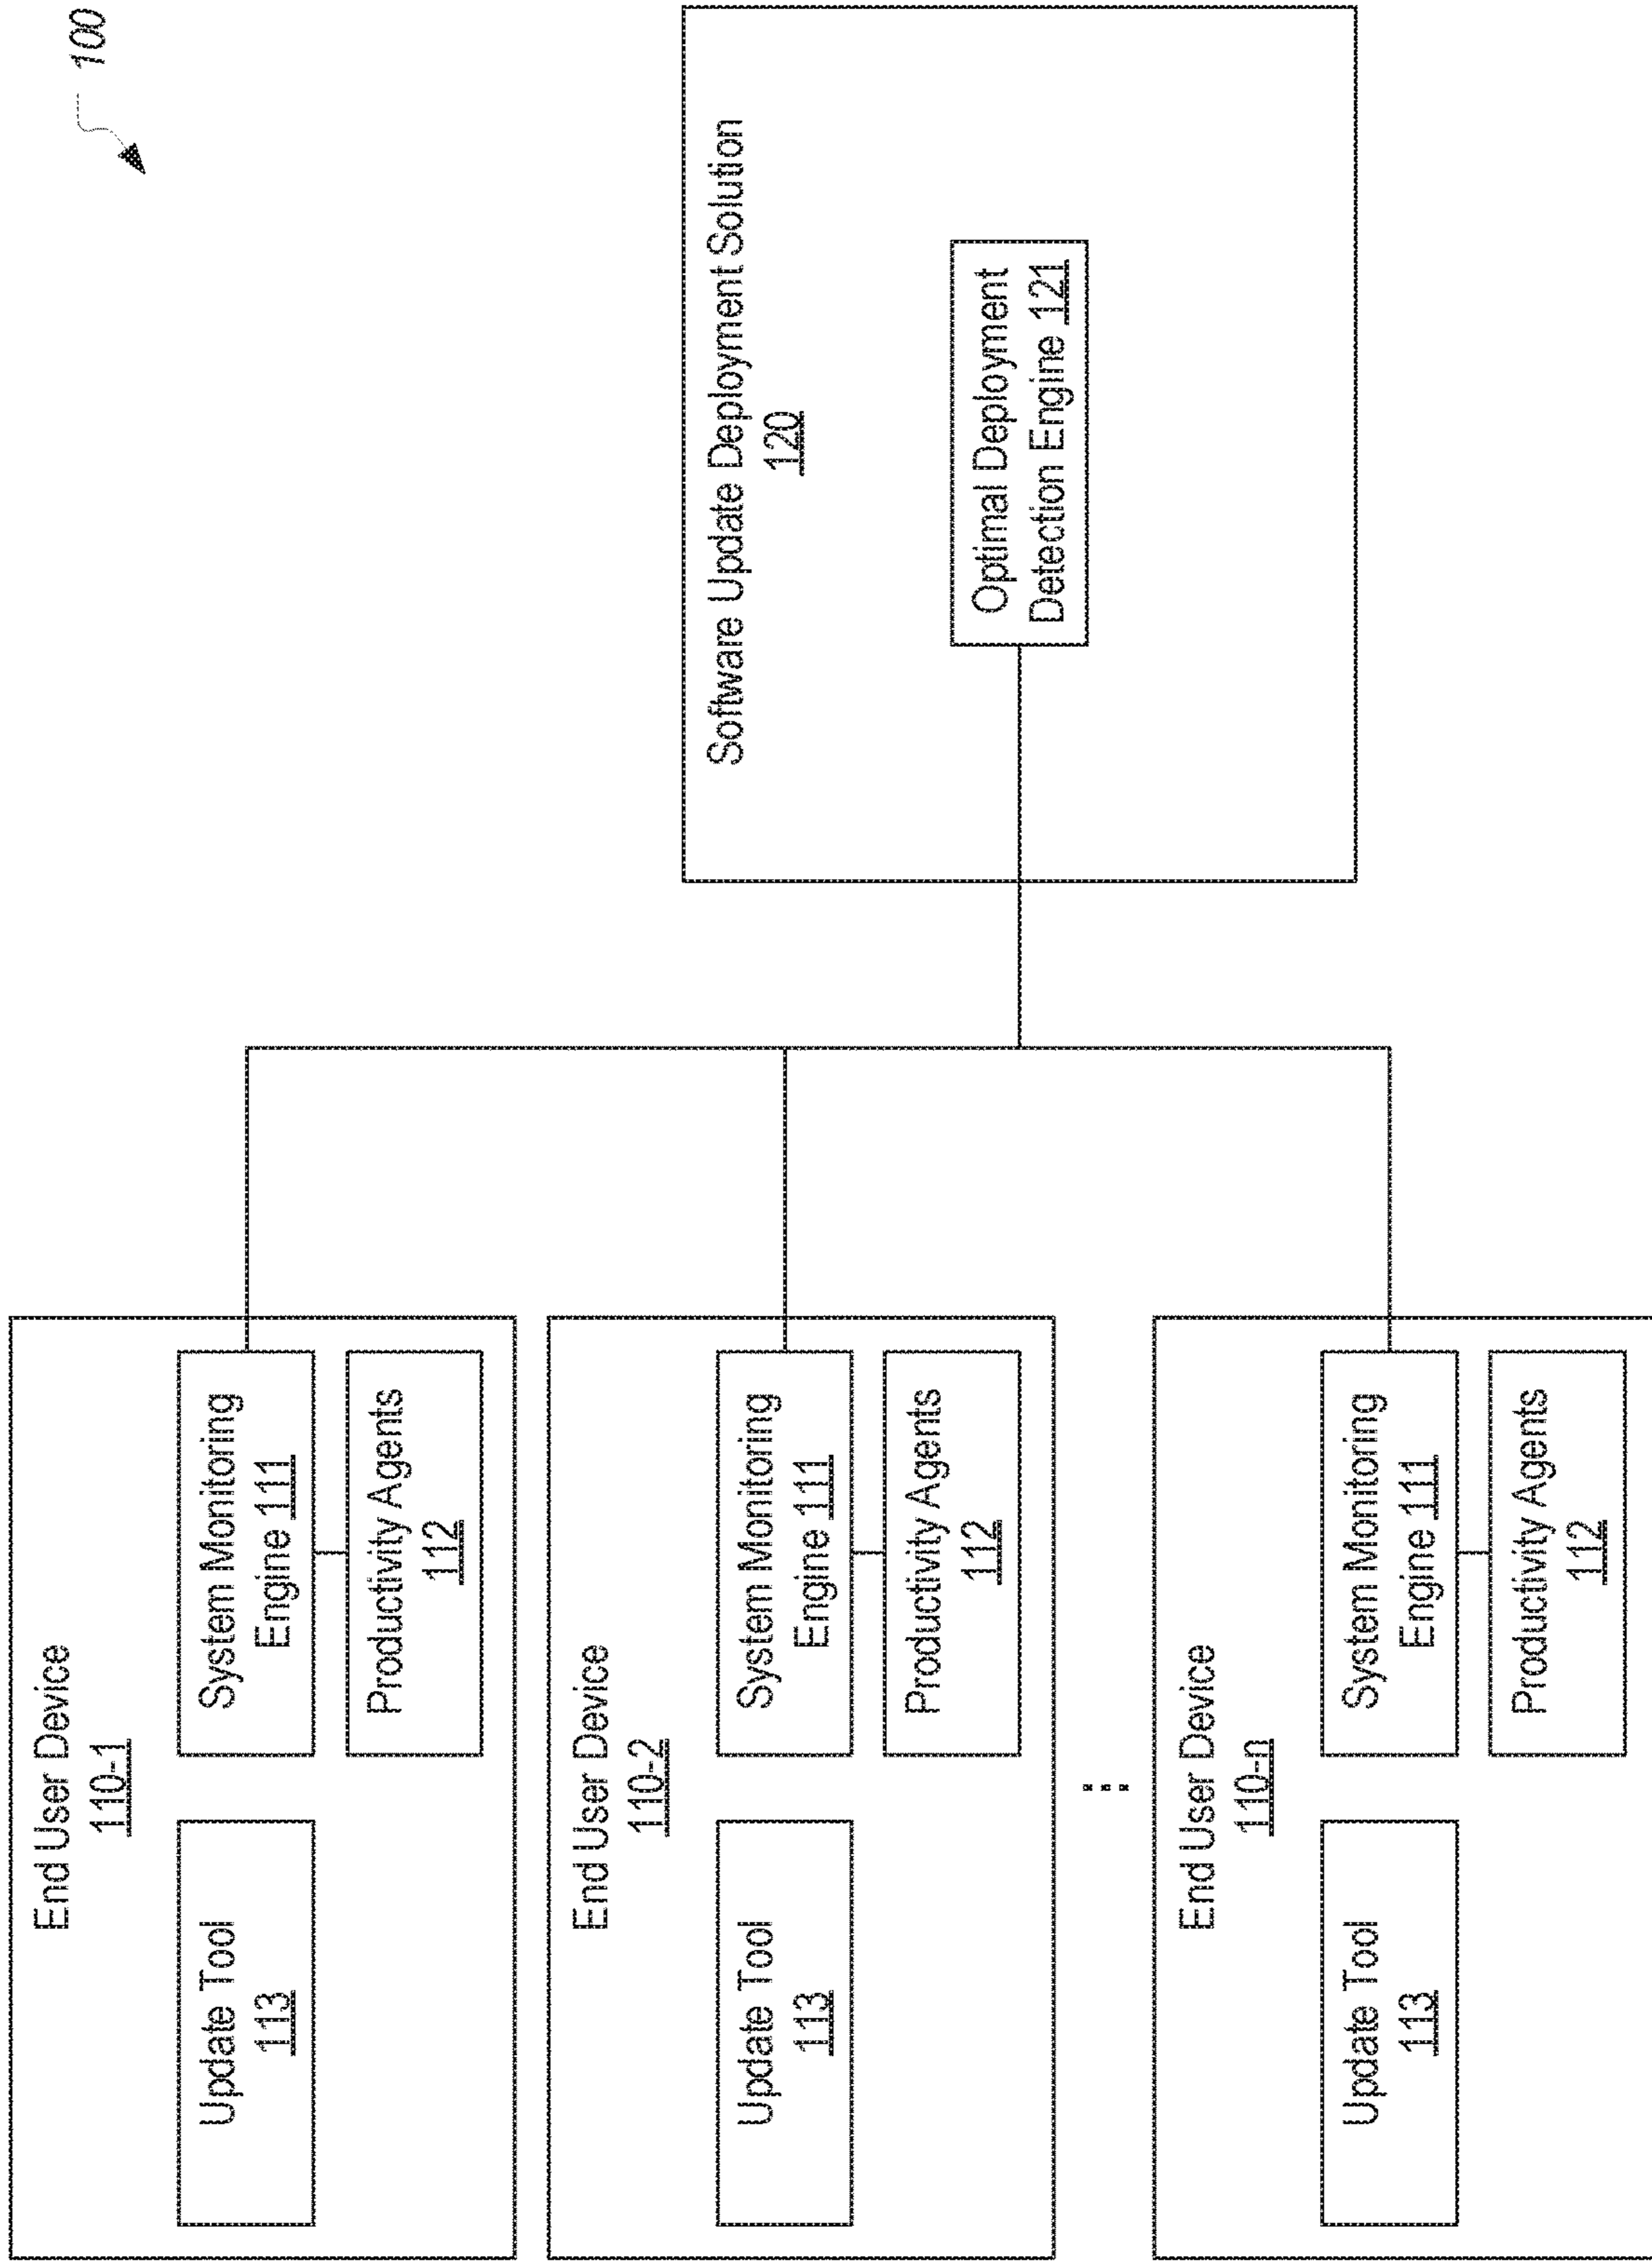 100
End User Device
110-1
Update Tool
113
System Monitoring
Engine 111
Productivity Agents
112
End User Device
110-2
Update Tool
113
System Monitoring
Engine 111
Productivity Agents
112
...
End User Device
110-n
Update Tool
113
System Monitoring
Engine 111
Productivity Agents
112
Software Update Deployment Solution
120
Optimal Deployment
Detection Engine 121